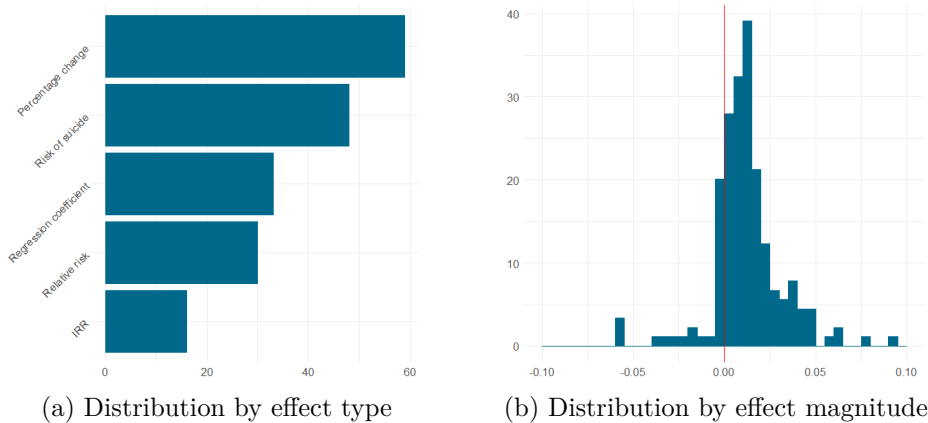 Percentage change
Risk of suicide
Regression coefficient
Relative risk
IRR
0 20 40 60
(a) Distribution by effect type
40
30
20
10
0
-0.10 -0.05 0.00 0.05 0.10
(b) Distribution by effect magnitude